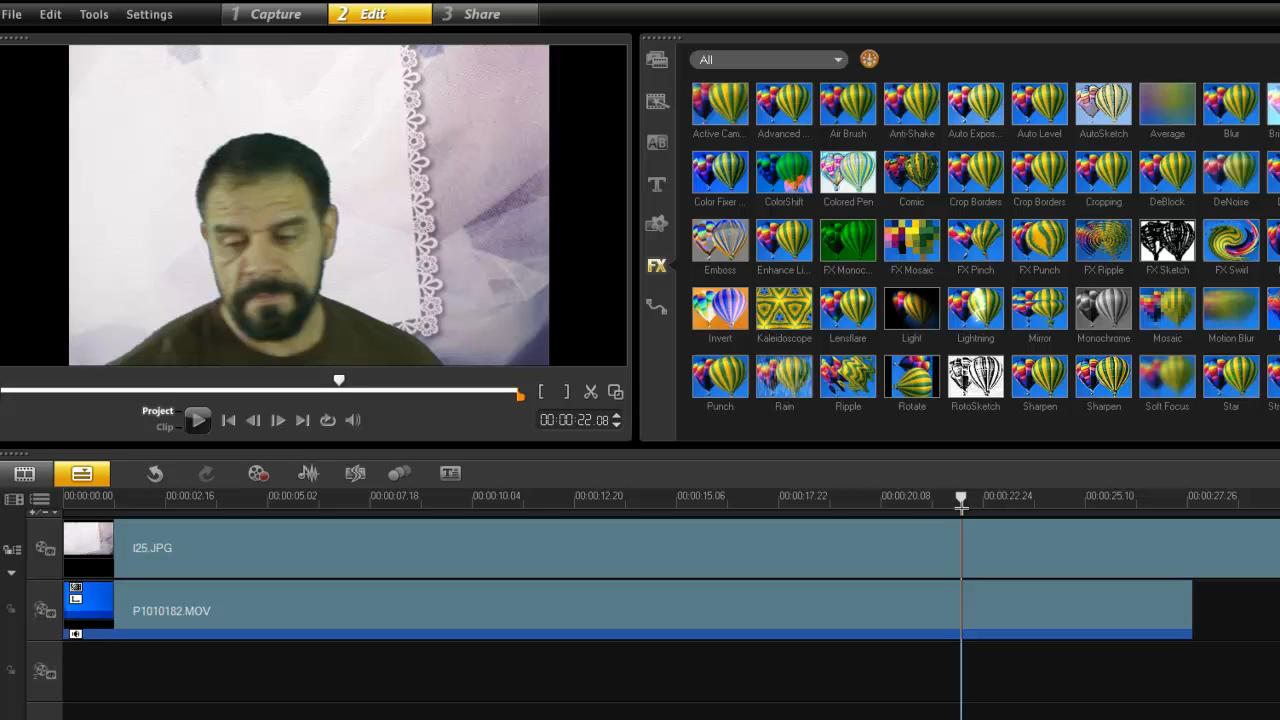 File Edit Tools Settings 1 Capture 2 Edit 3 Share
All
Active Cam... Advanced ... Air Brush Anti-Shake Auto Expos... Auto Level AutoSketch Average Blur
Color Fixer ... ColorShift Colored Pen Comic Crop Borders Crop Borders Cropping DeBlock DeNoise
Emboss Enhance Li... FX Monoc... FX Mosaic FX Pinch FX Punch FX Ripple FX Sketch FX Swirl
Invert Kaleidoscope Lensflare Light Lightning Mirror Monochrome Mosaic Motion Blur
Punch Rain Ripple Rotate RotoSketch Sharpen Sharpen Soft Focus Star
AB
T
FX
Project
Clip
00:00:22.08
00:00:00.00 00:00:02.16 00:00:05.02 00:00:07.18 00:00:10.04 00:00:12.20 00:00:15.06 00:00:17.22 00:00:20.08 00:00:22.24 00:00:25.10 00:00:27.26
I25.JPG
P1010182.MOV